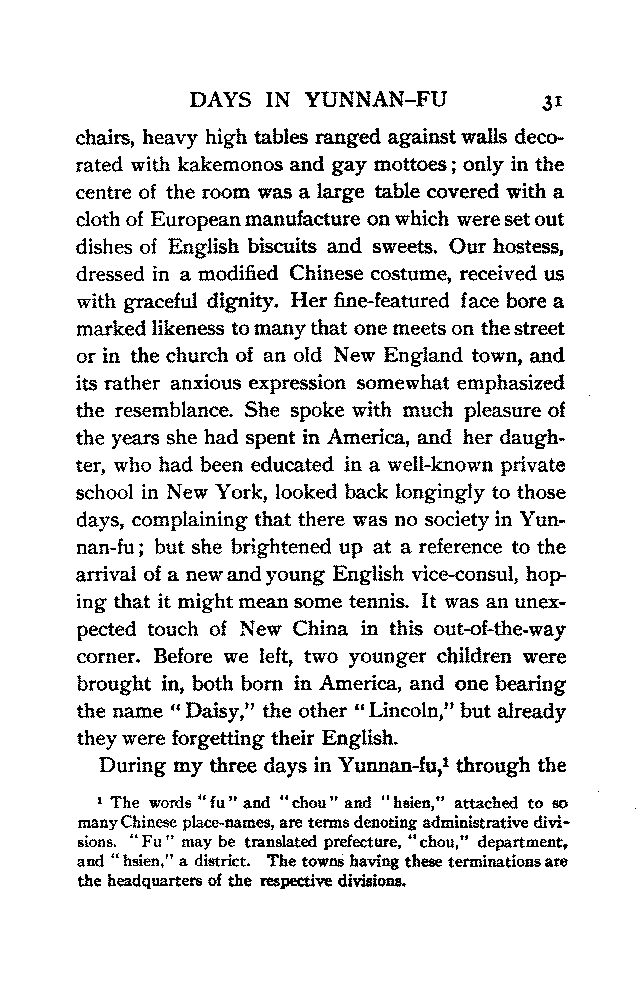 DAYS IN YUNNAN–FU 31
chairs, heavy high tables ranged against walls deco-
rated with kakemonos and gay mottoes; only in the
centre of the room was a large table covered with a
cloth of European manufacture on which were set out
dishes of English biscuits and sweets. Our hostess,
dressed in a modified Chinese costume, received us
with graceful dignity. Her fine-featured face bore a
marked likeness to many that one meets on the street
or in the church of an old New England town, and
its rather anxious expression somewhat emphasized
the resemblance. She spoke with much pleasure of
the years she had spent in America, and her daugh-
ter, who had been educated in a well-known private
school in New York, looked back longingly to those
days, complaining that there was no society in Yun-
nan-fu; but she brightened up at a reference to the
arrival of a new and young English vice-consul, hop-
ing that it might mean some tennis. It was an unex-
pected touch of New China in this out-of-the-way
corner. Before we left, two younger children were
brought in, both born in America, and one bearing
the name "Daisy," the other "Lincoln," but already
they were forgetting their English.
During my three days in Yunnan-fu,¹ through the
¹ The words "fu" and "chou" and "hsien," attached to so
many Chinese place-names, are terms denoting administrative divi-
sions. "Fu" may be translated prefecture, "chou," department,
and "hsien," a district. The towns having these terminations are
the headquarters of the respective divisions.